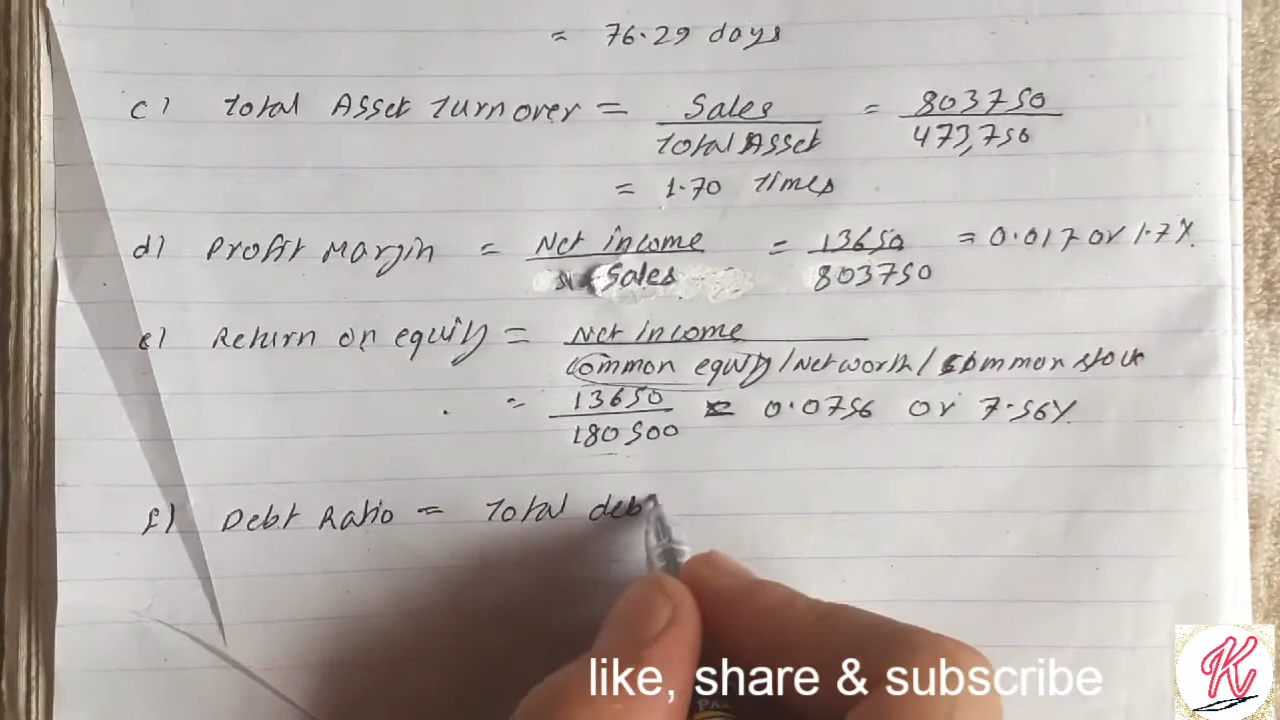 = 76.29 days
c) Total Asset Turnover = Sales / Total Asset = 803750 / 473,750
= 1.70 Times
d) Profit Margin = Net income / Sales = 13650 / 803750 = 0.017 or 1.7%.
e) Return on equity = Net Income / Common equity / Net worth / Common stock
= 13650 / 180500 = 0.0756 or 7.56%
f) Debt Ratio = Total deb
like, share & subscribe
K